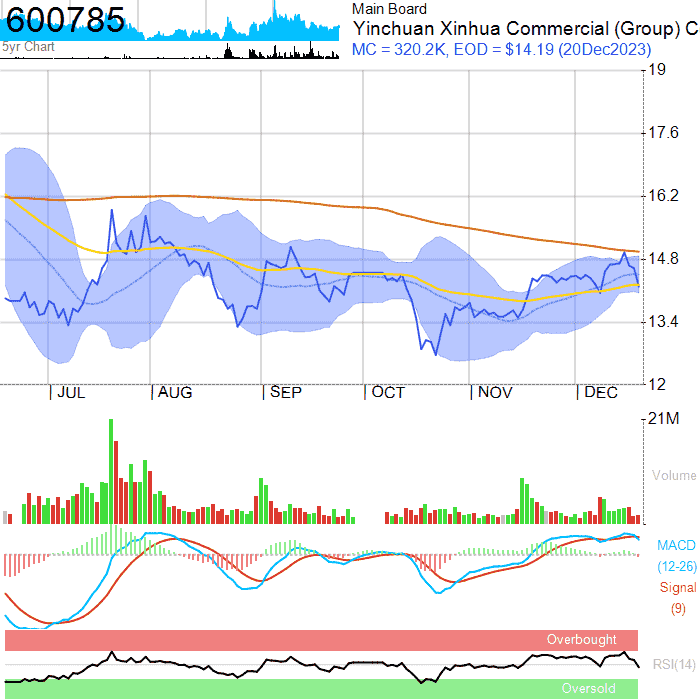 600785
5yr Chart
Main Board
Yinchuan Xinhua Commercial (Group) C
MC = 320.2K, EOD = $14.19 (20Dec2023)
19
17.6
16.2
14.8
13.4
12
JUL AUG SEP OCT NOV DEC
21M
Volume
MACD
(12-26)
Signal
(9)
Overbought
RSI(14)
Oversold